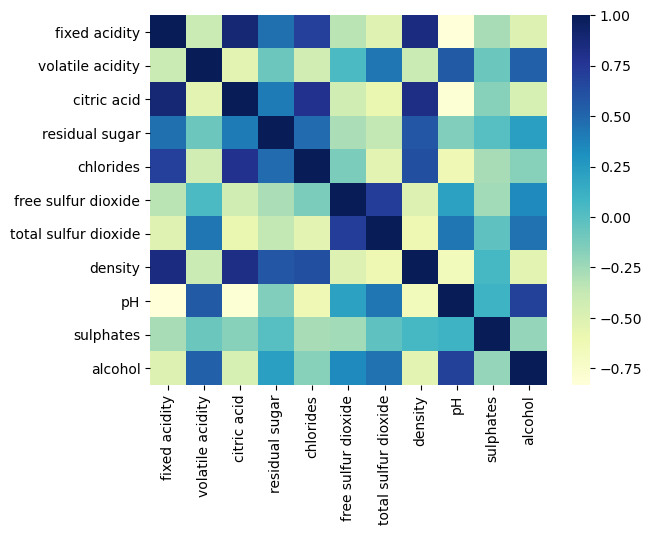 fixed acidity
volatile acidity
citric acid
residual sugar
chlorides
free sulfur dioxide
total sulfur dioxide
density
pH
sulphates
alcohol
fixed acidity
volatile acidity
citric acid
residual sugar
chlorides
free sulfur dioxide
total sulfur dioxide
density
pH
sulphates
alcohol
1.00
0.75
0.50
0.25
0.00
−0.25
−0.50
−0.75